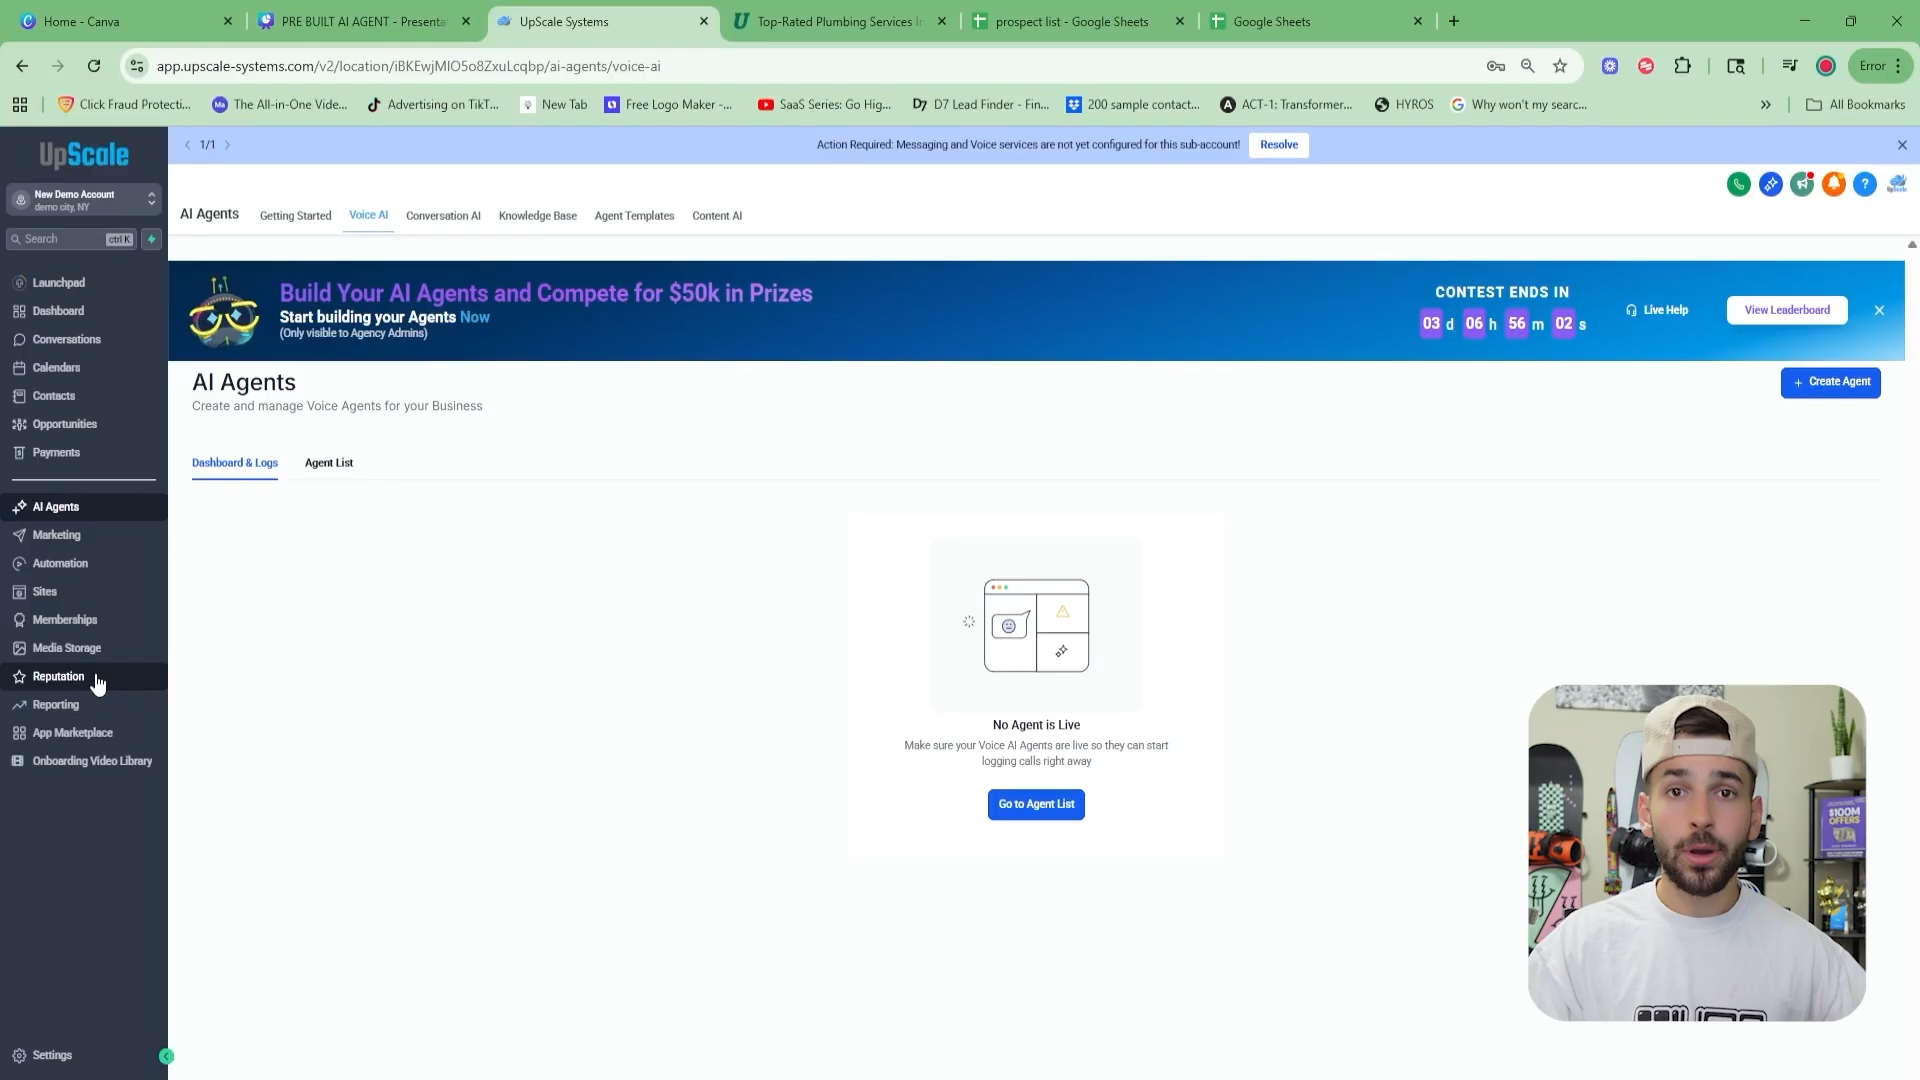 Home - Canva
PRE BUILT AI AGENT - Presenta
UpScale Systems
Top-Rated Plumbing Services I
prospect list - Google Sheets
Google Sheets
app.upscale-systems.com/v2/location/iBKEwjMlO5o8ZxuLcqbp/ai-agents/voice-ai
Error
Click Fraud Protecti...
The All-in-One Vide...
Advertising on TikT...
New Tab
Free Logo Maker -...
SaaS Series: Go Hig...
D7 Lead Finder - Fin...
200 sample contact...
ACT-1: Transformer...
HYROS
Why won't my searc...
All Bookmarks
UpScale
1/1
Action Required: Messaging and Voice services are not yet configured for this sub-account!
Resolve
New Demo Account
demo city, NY
Search
ctrl K
AI Agents
Getting Started
Voice AI
Conversation AI
Knowledge Base
Agent Templates
Content AI
Launchpad
Dashboard
Conversations
Calendars
Contacts
Opportunities
Payments
AI Agents
Marketing
Automation
Sites
Memberships
Media Storage
Reputation
Reporting
App Marketplace
Onboarding Video Library
Settings
Build Your AI Agents and Compete for $50k in Prizes
Start building your Agents Now
(Only visible to Agency Admins)
CONTEST ENDS IN
03 d 06 h 56 m 02 s
Live Help
View Leaderboard
AI Agents
Create and manage Voice Agents for your Business
+ Create Agent
Dashboard & Logs
Agent List
No Agent is Live
Make sure your Voice AI Agents are live so they can start
logging calls right away
Go to Agent List
$100M
OFFERS